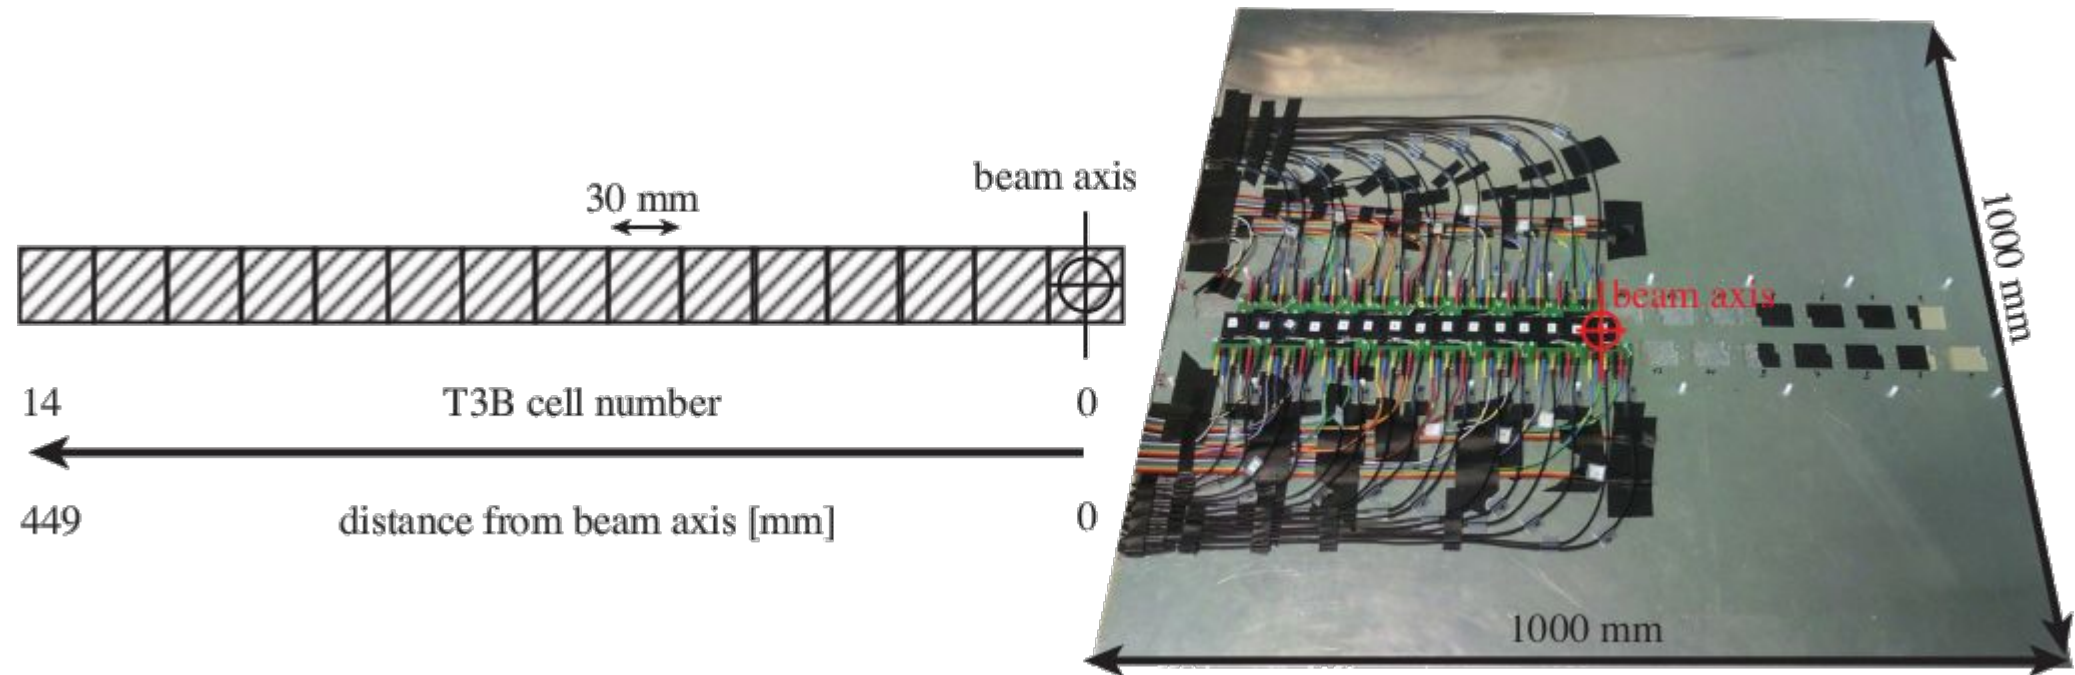 beam axis
30 mm
14 T3B cell number 0
449 distance from beam axis [mm] 0
beam axis
1000 mm
1000 mm